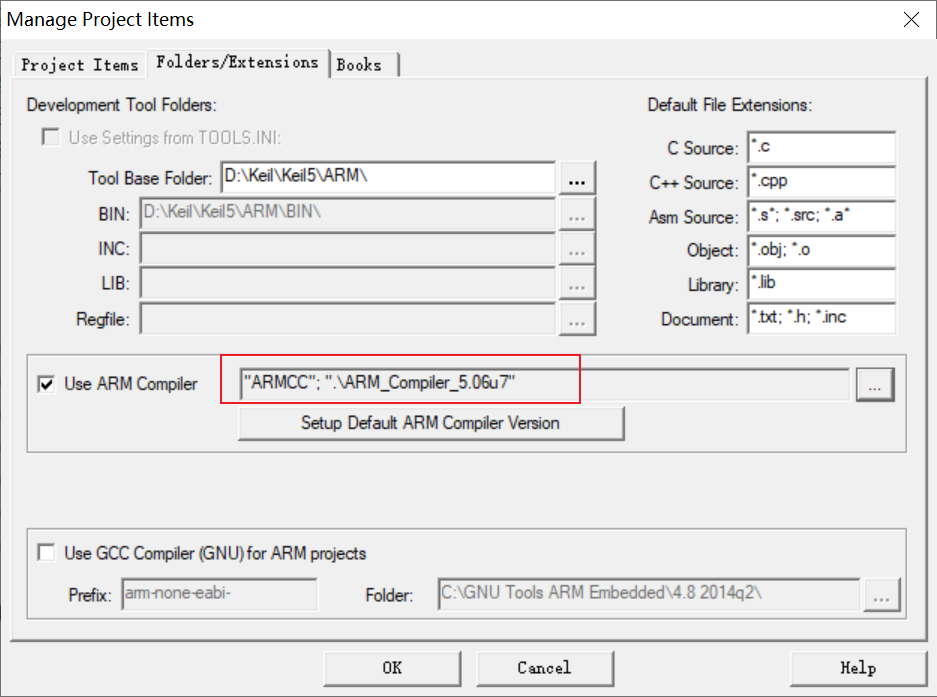 Manage Project Items
Project Items Folders/Extensions Books
Development Tool Folders:
Default File Extensions:
Use Settings from TOOLS.INI:
Tool Base Folder: D:\Keil\Keil5\ARM\ ...
BIN: D:\Keil\Keil5\ARM\BIN\ ...
INC: ...
LIB: ...
Regfile: ...
C Source: *.c
C++ Source: *.cpp
Asm Source: *.s*; *.src; *.a*
Object: *.obj; *.o
Library: *.lib
Document: *.txt; *.h; *.inc
Use ARM Compiler "ARMCC"; ".\ARM_Compiler_5.06u7" ...
Setup Default ARM Compiler Version
Use GCC Compiler (GNU) for ARM projects
Prefix: arm-none-eabi- Folder: C:\GNU Tools ARM Embedded\4.8 2014q2\ ...
OK Cancel Help